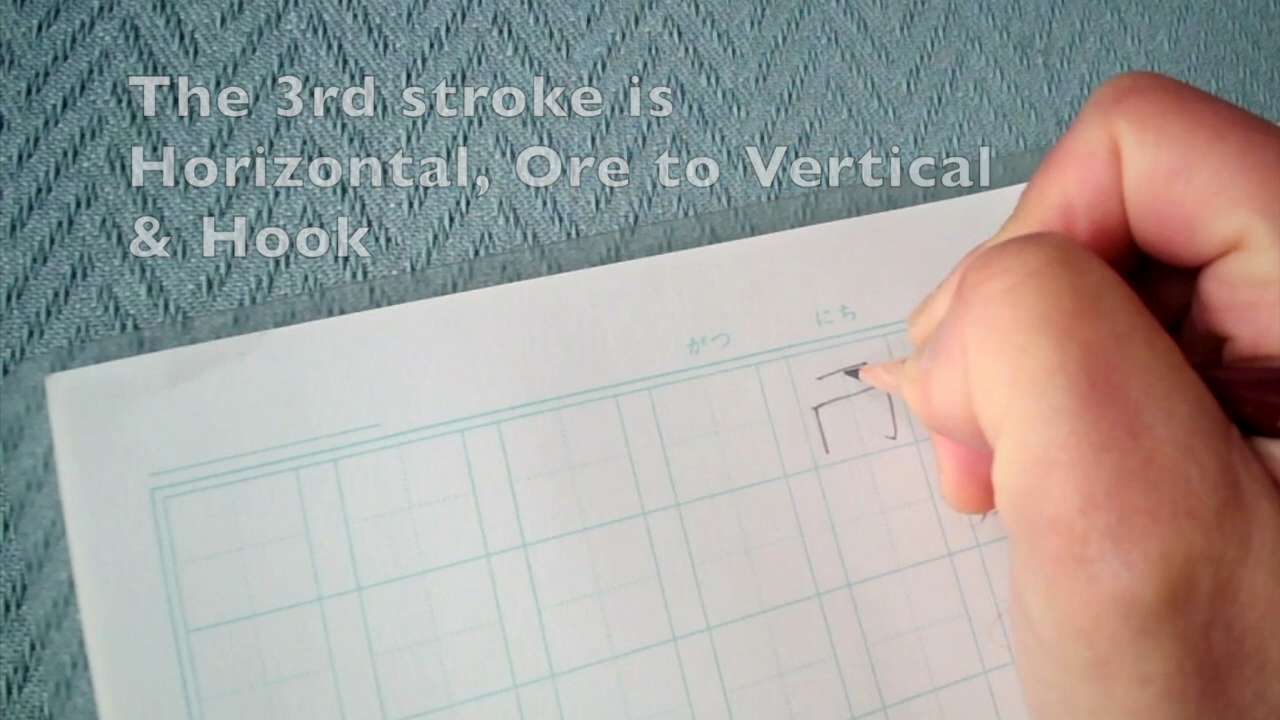 The 3rd stroke is
Horizontal, Ore to Vertical
& Hook
がつ
にち